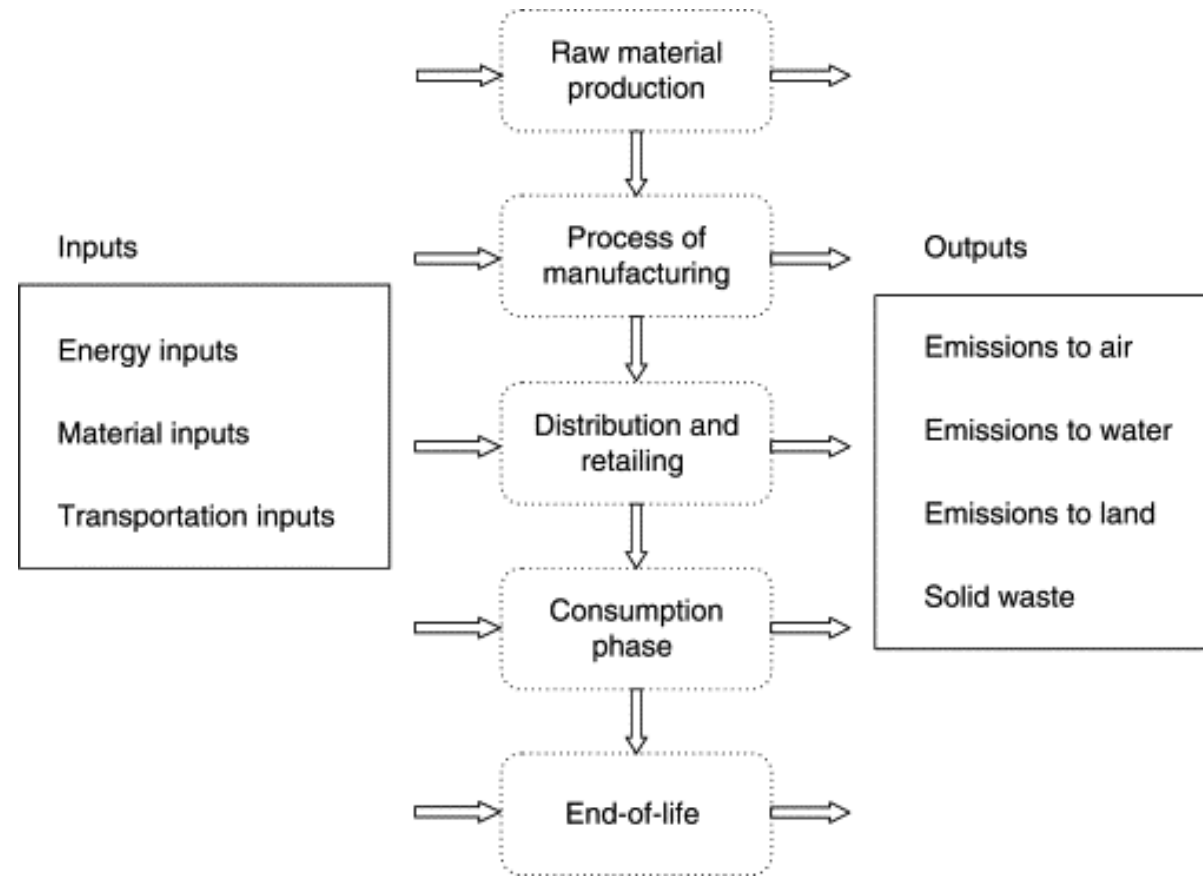 Raw material
production
Inputs
Process of
manufacturing
Outputs
Energy inputs
Material inputs
Transportation inputs
Distribution and
retailing
Emissions to air
Emissions to water
Emissions to land
Solid waste
Consumption
phase
End-of-life